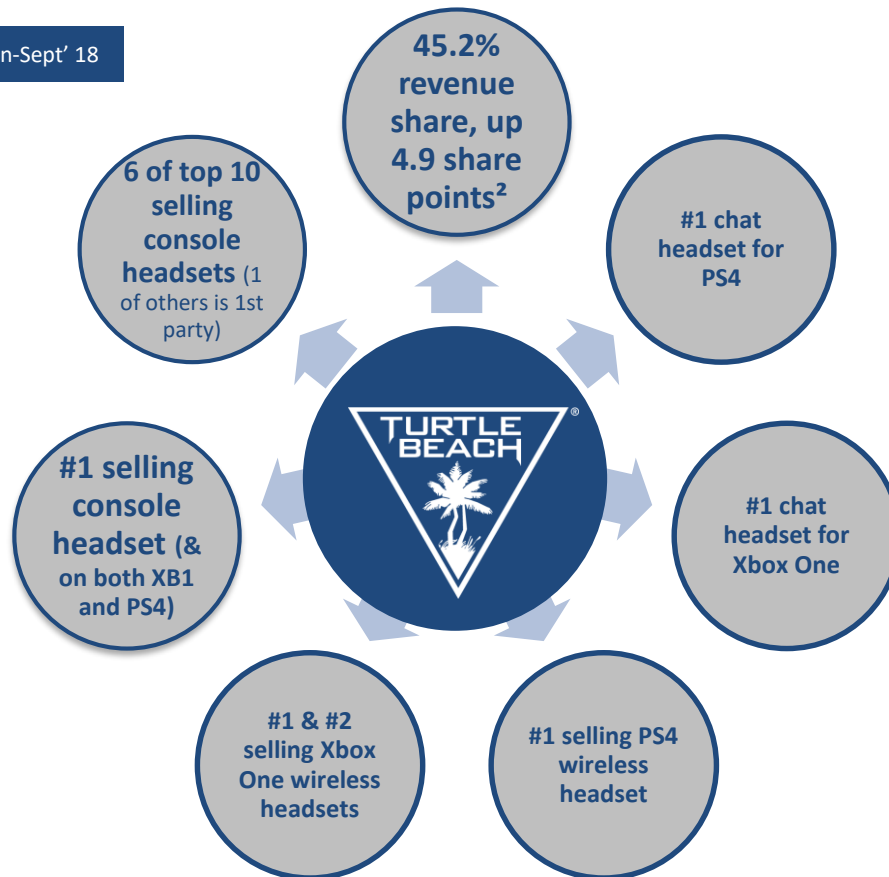 n-Sept’ 18
45.2%
revenue
share, up
4.9 share
points²
6 of top 10
selling
console
headsets (1
of others is 1st
party)
#1 chat
headset for
PS4
TURTLE
BEACH®
#1 selling
console
headset (&
on both XB1
and PS4)
#1 chat
headset for
Xbox One
#1 & #2
selling Xbox
One wireless
headsets
#1 selling PS4
wireless
headset